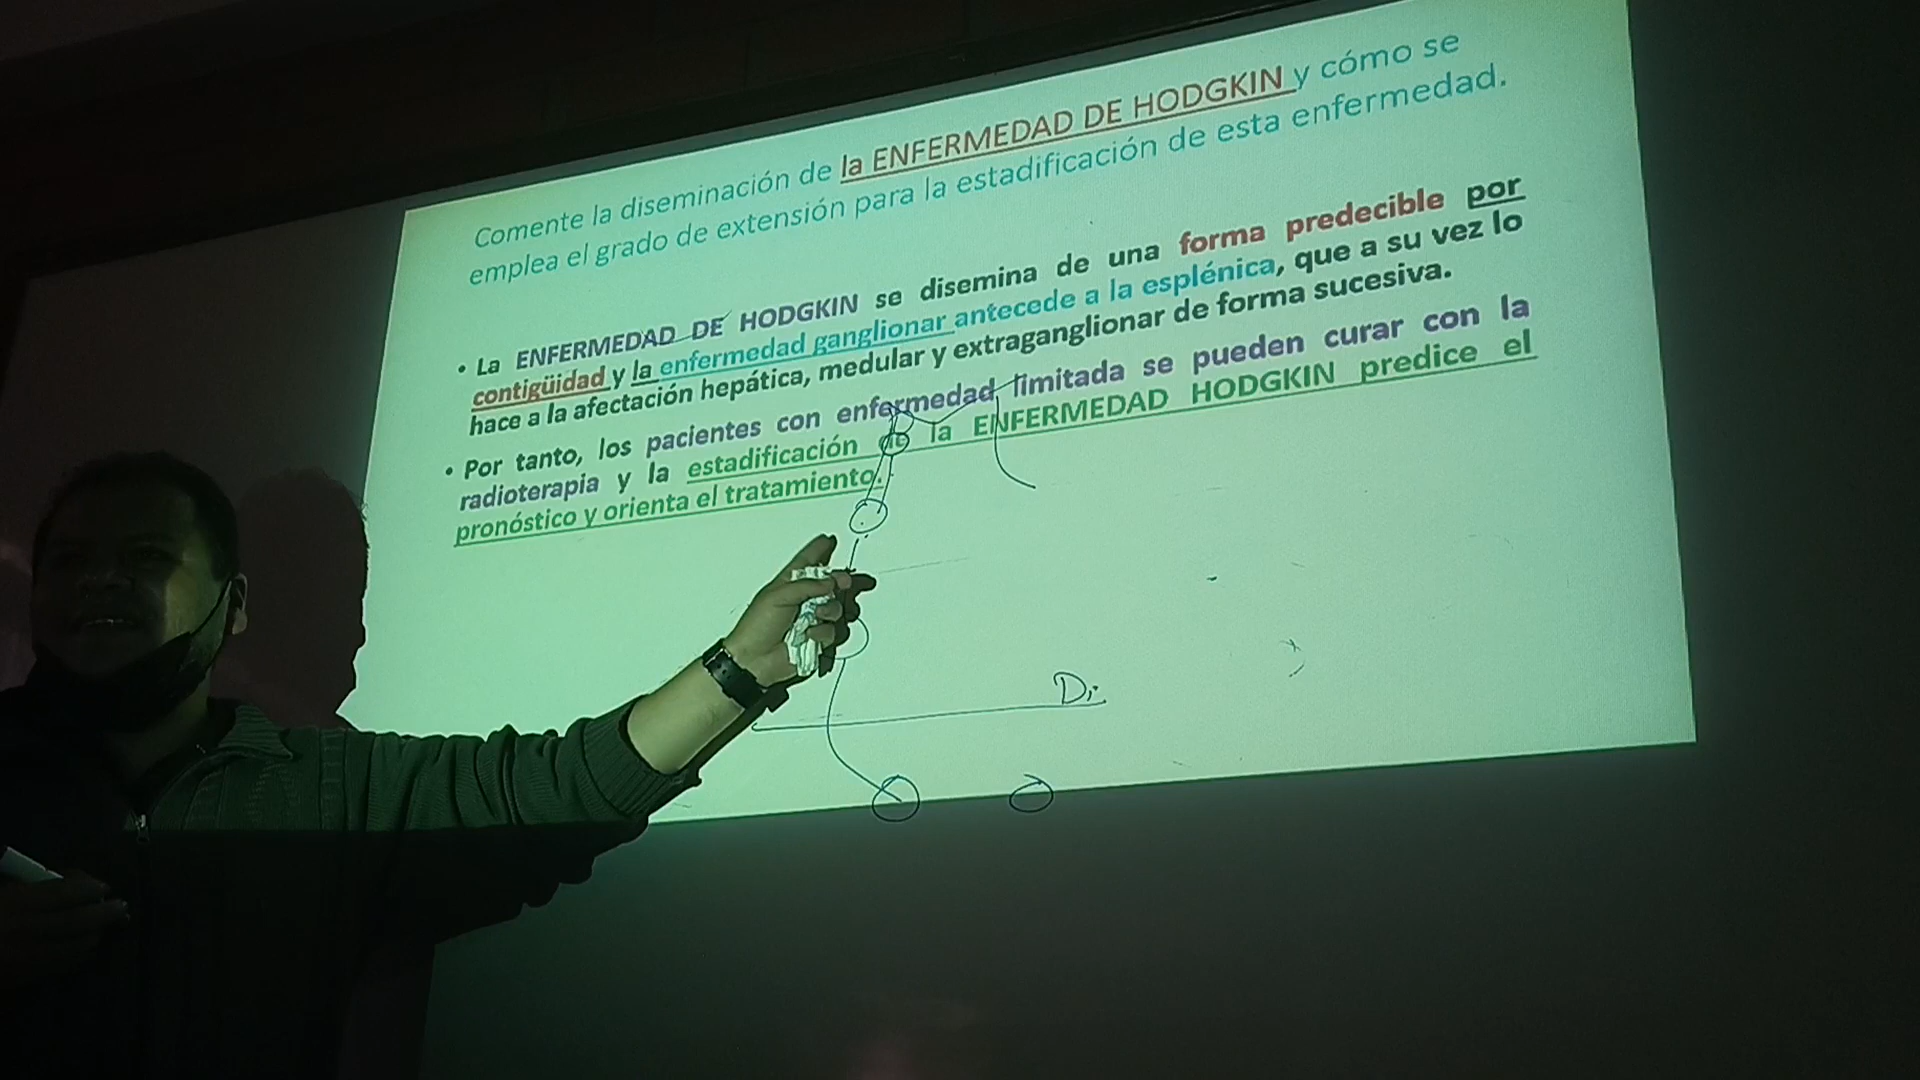 Comente la diseminación de la ENFERMEDAD DE HODGKIN y cómo se
emplea el grado de extensión para la estadificación de esta enfermedad.
• La ENFERMEDAD DE HODGKIN se disemina de una forma predecible por
contigüidad y la enfermedad ganglionar antecede a la esplénica, que a su vez lo
hace a la afectación hepática, medular y extraganglionar de forma sucesiva.
• Por tanto, los pacientes con enfermedad limitada se pueden curar con la
radioterapia y la estadificación de la ENFERMEDAD HODGKIN predice el
pronóstico y orienta el tratamiento.